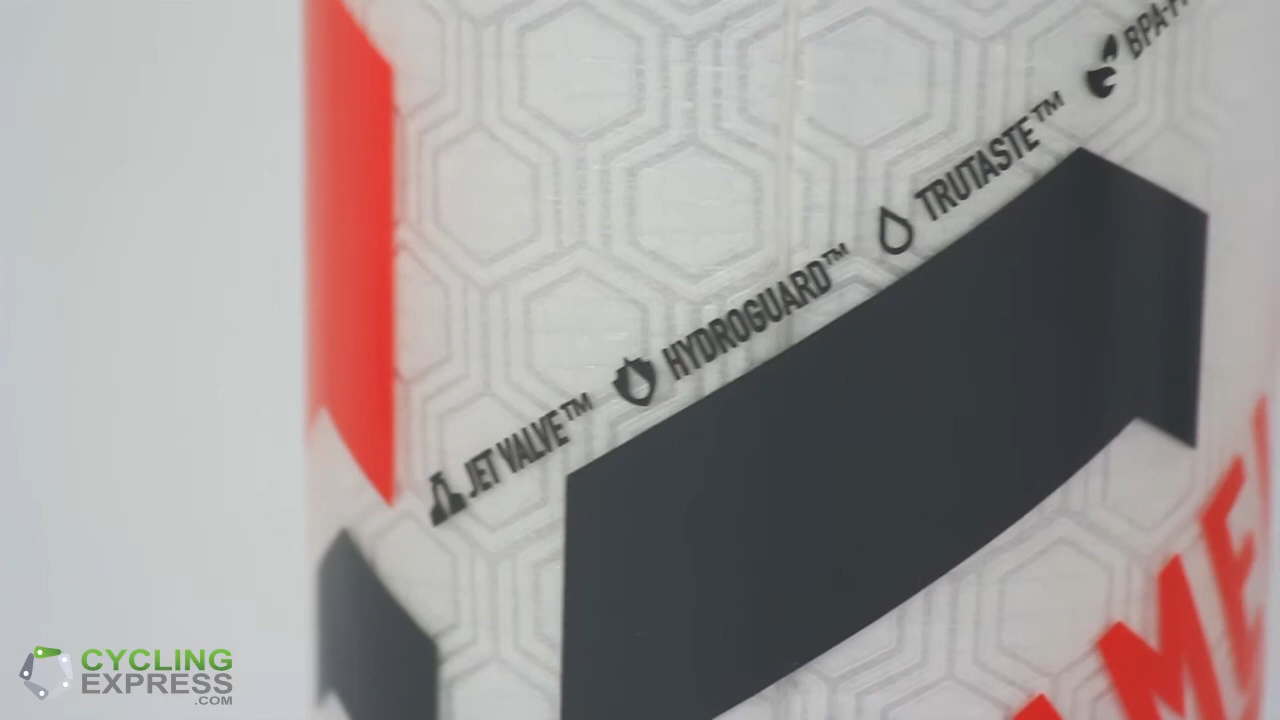 JET VALVE™ HYDROGUARD™ TRUTASTE™
CYCLING
EXPRESS
.COM